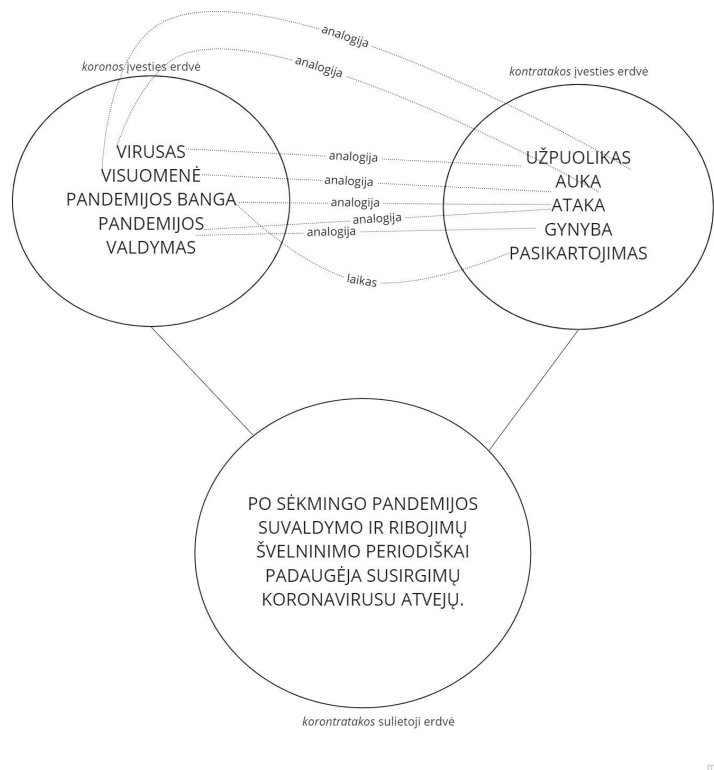 analogija
analogija
koronos įvesties erdvė
kontratakos įvesties erdvė
VIRUSAS
VISUOMENĖ
PANDEMIJOS BANGA
PANDEMIJOS
VALDYMAS
analogija
analogija
analogija
analogija
analogija
laikas
UŽPUOLIKAS
AUKA
ATAKA
GYNYBA
PASIKARTOJIMAS
PO SĖKMINGO PANDEMIJOS
SUVALDYMO IR RIBOJIMŲ
ŠVELNINIMO PERIODIŠKAI
PADAUGĖJA SUSIRGIMŲ
KORONAVIRUSU ATVEJŲ.
korontratakos sulietoji erdvė